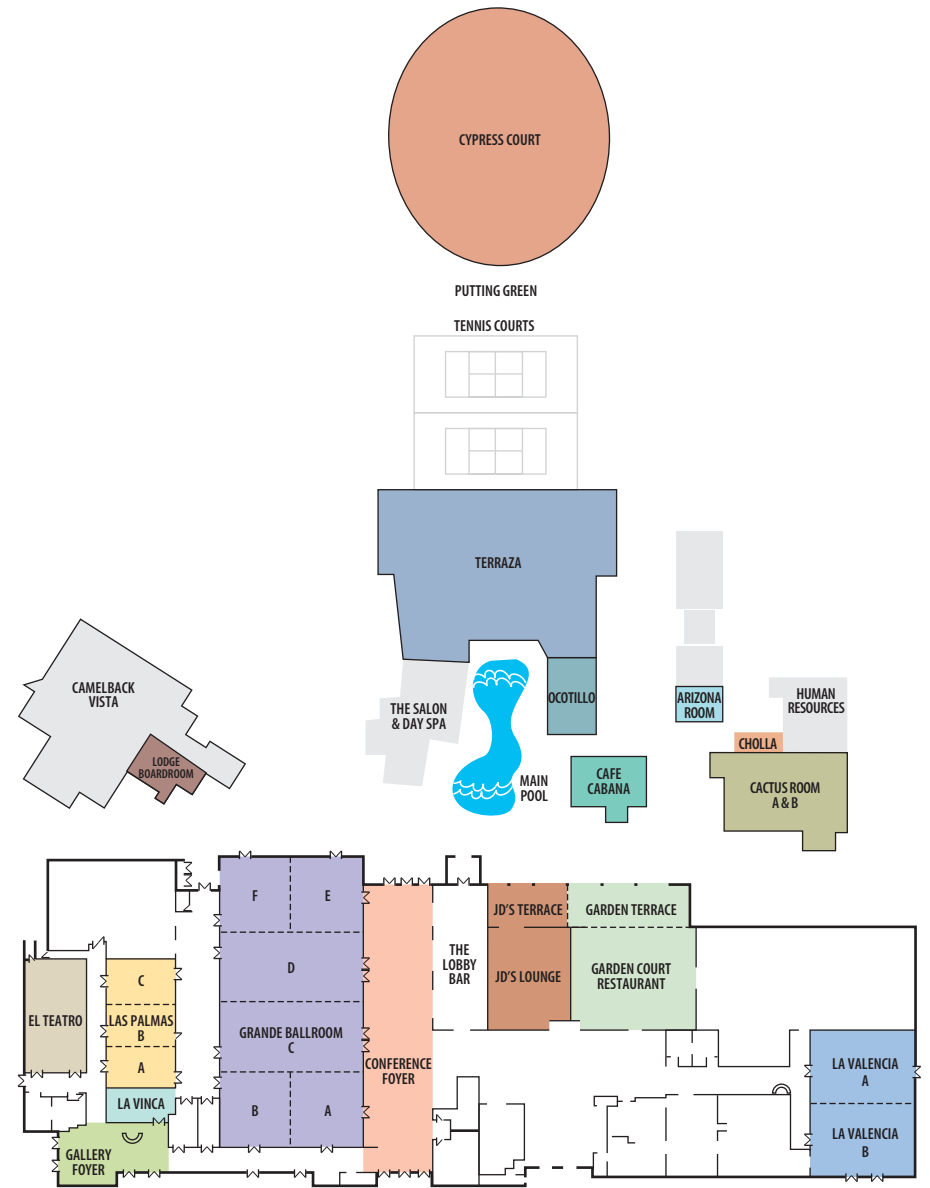 CYPRESS COURT
PUTTING GREEN
TENNIS COURTS
TERRAZA
CAMELBACK
VISTA
LODGE
BOARDROOM
THE SALON
& DAY SPA
OCOTILLO
MAIN
POOL
CAFE
CABANA
ARIZONA
ROOM
HUMAN
RESOURCES
CHOLLA
CACTUS ROOM
A & B
EL TEATRO
C
LAS PALMAS
B
A
LA VINCA
GALLERY
FOYER
F
E
D
GRANDE BALLROOM
C
B
A
CONFERENCE
FOYER
THE
LOBBY
BAR
JD'S TERRACE
JD'S LOUNGE
GARDEN TERRACE
GARDEN COURT
RESTAURANT
LA VALENCIA
A
LA VALENCIA
B